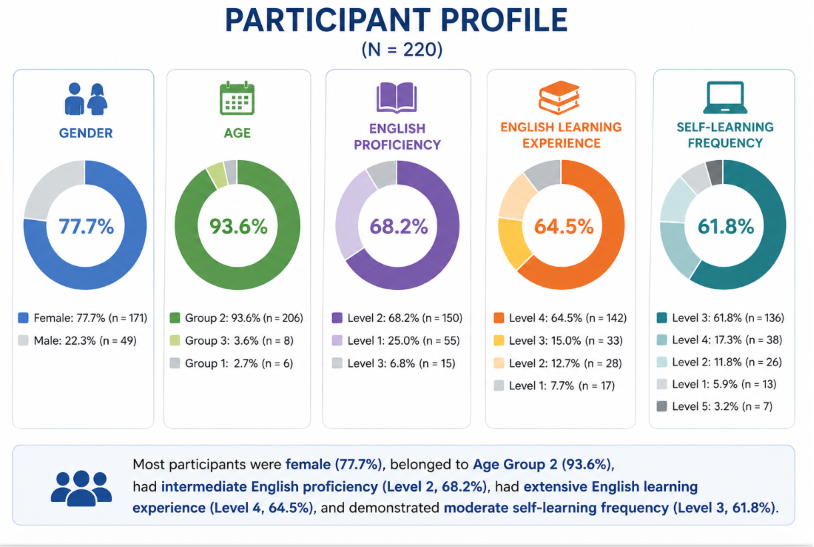 PARTICIPANT PROFILE
(N = 220)
GENDER
77.7%
Female: 77.7% (n = 171)
Male: 22.3% (n = 49)
AGE
93.6%
Group 2: 93.6% (n = 206)
Group 3: 3.6% (n = 8)
Group 1: 2.7% (n = 6)
ENGLISH
PROFICIENCY
68.2%
Level 2: 68.2% (n = 150)
Level 1: 25.0% (n = 55)
Level 3: 6.8% (n = 15)
ENGLISH LEARNING
EXPERIENCE
64.5%
Level 4: 64.5% (n = 142)
Level 3: 15.0% (n = 33)
Level 2: 12.7% (n = 28)
Level 1: 7.7% (n = 17)
SELF-LEARNING
FREQUENCY
61.8%
Level 3: 61.8% (n = 136)
Level 4: 17.3% (n = 38)
Level 2: 11.8% (n = 26)
Level 1: 5.9% (n = 13)
Level 5: 3.2% (n = 7)
Most participants were female (77.7%), belonged to Age Group 2 (93.6%),
had intermediate English proficiency (Level 2, 68.2%), had extensive English learning
experience (Level 4, 64.5%), and demonstrated moderate self-learning frequency (Level 3, 61.8%).